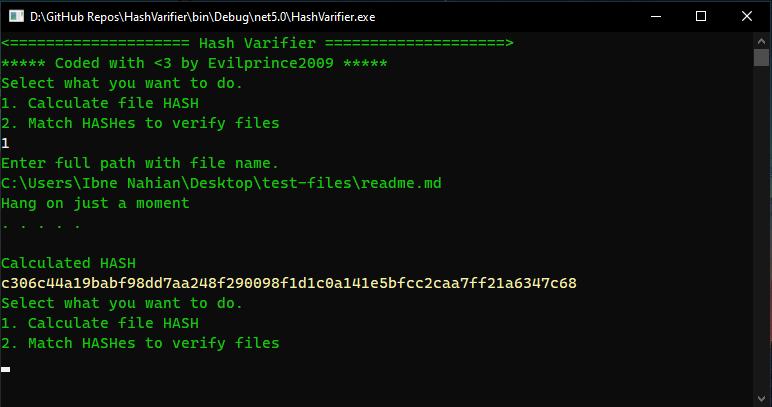 D:\GitHub Repos\HashVarifier\bin\Debug\net5.0\HashVarifier.exe
<==================== Hash Varifier ====================>
***** Coded with <3 by Evilprince2009 *****
Select what you want to do.
1. Calculate file HASH
2. Match HASHes to verify files
1
Enter full path with file name.
C:\Users\Ibne Nahian\Desktop\test-files\readme.md
Hang on just a moment
. . . . .
Calculated HASH
c306c44a19babf98dd7aa248f290098f1d1c0a141e5bfcc2caa7ff21a6347c68
Select what you want to do.
1. Calculate file HASH
2. Match HASHes to verify files